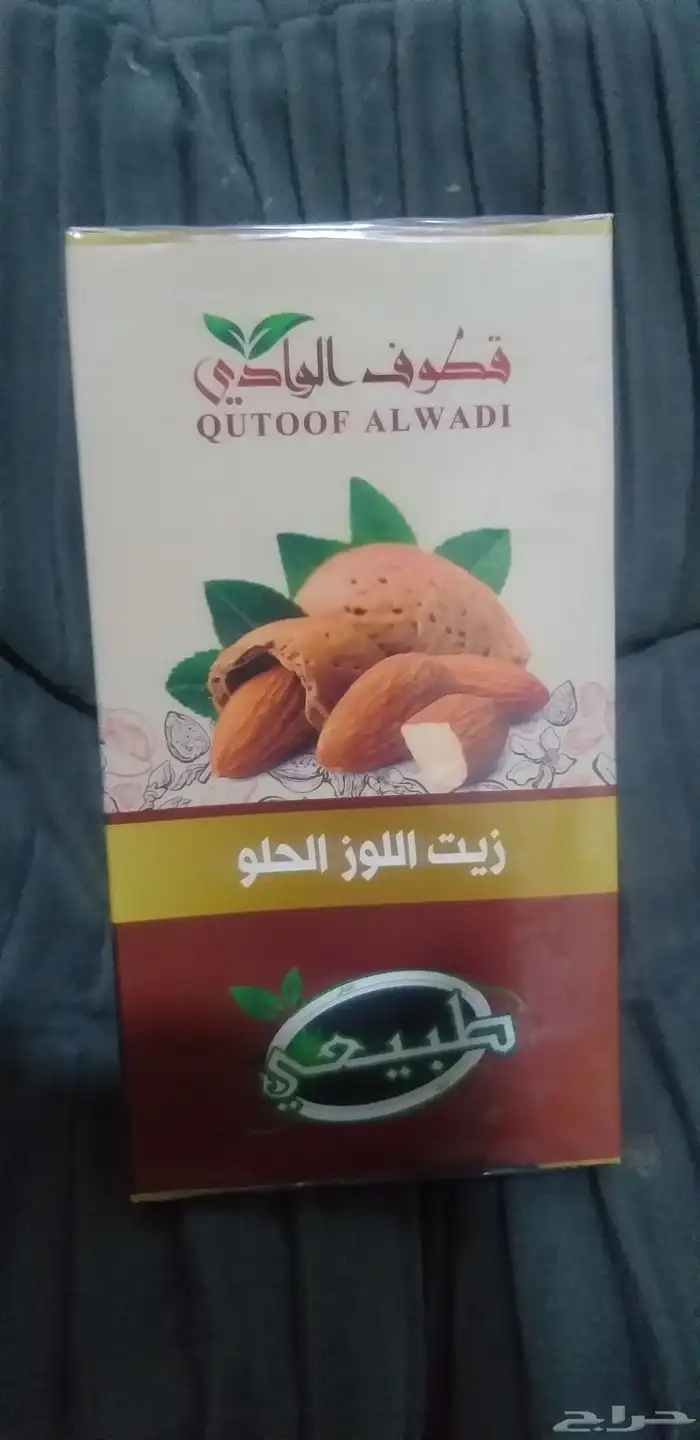 قطوف الوادي
QUTOOF ALWADI
زيت اللوز الحلو
طبيعي
حراج